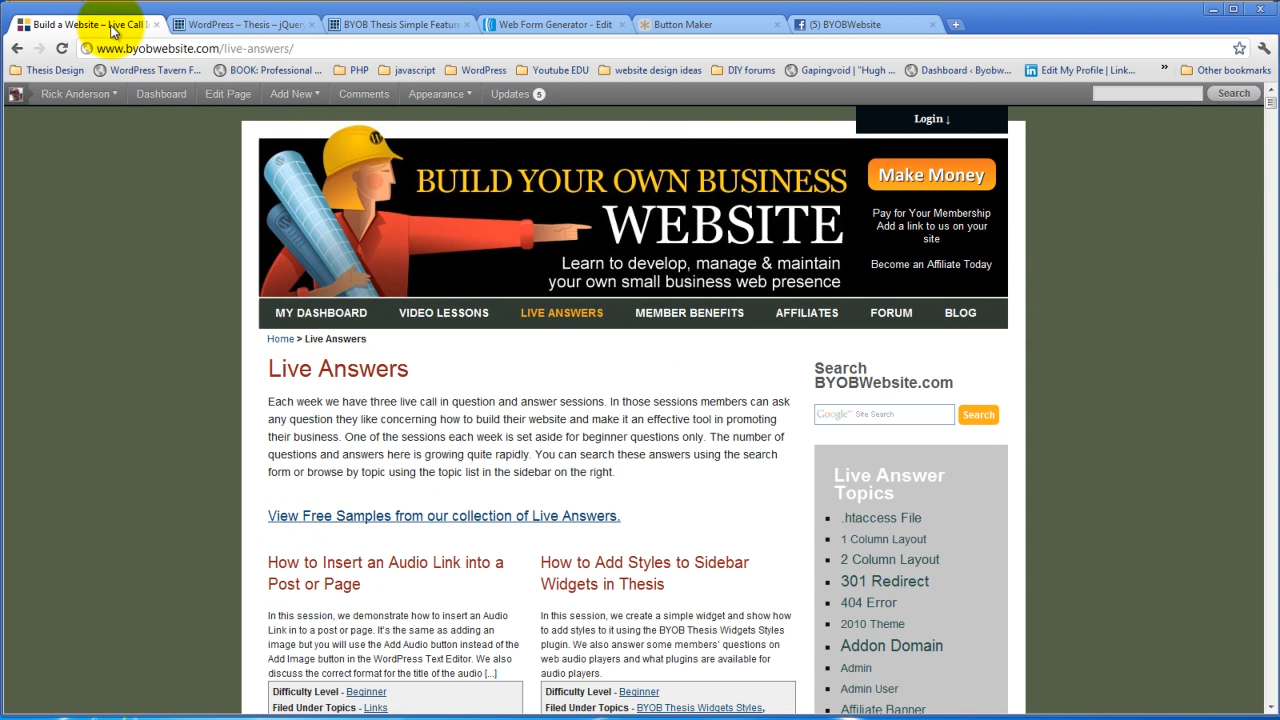 Build a Website – Live Call I
WordPress – Thesis – jQuery
BYOB Thesis Simple Feature
Web Form Generator - Edit
Button Maker
(5) BYOBWebsite
www.byobwebsite.com/live-answers/
Thesis Design
WordPress Tavern F...
BOOK: Professional ...
PHP
javascript
WordPress
Youtube EDU
website design ideas
DIY forums
Gapingvoid | "Hugh ...
Dashboard ‹ Byobw...
Edit My Profile | Link...
»
Other bookmarks
Rick Anderson
Dashboard
Edit Page
Add New
Comments
Appearance
Updates 5
Search
Login ↓
BUILD YOUR OWN BUSINESS
WEBSITE
Learn to develop, manage & maintain
your own small business web presence
Make Money
Pay for Your Membership
Add a link to us on your
site
Become an Affiliate Today
MY DASHBOARD
VIDEO LESSONS
LIVE ANSWERS
MEMBER BENEFITS
AFFILIATES
FORUM
BLOG
Home > Live Answers
Live Answers
Each week we have three live call in question and answer sessions. In those sessions members can ask
any question they like concerning how to build their website and make it an effective tool in promoting
their business. One of the sessions each week is set aside for beginner questions only. The number of
questions and answers here is growing quite rapidly. You can search these answers using the search
form or browse by topic using the topic list in the sidebar on the right.
View Free Samples from our collection of Live Answers.
How to Insert an Audio Link into a
Post or Page
In this session, we demonstrate how to insert an Audio
Link in to a post or page. It's the same as adding an
image but you will use the Add Audio button instead of the
Add Image button in the WordPress Text Editor. We also
discuss the correct format for the title of the audio [...]
Difficulty Level - Beginner
Filed Under Topics - Links
How to Add Styles to Sidebar
Widgets in Thesis
In this session, we create a simple widget and show how
to add styles to it using the BYOB Thesis Widgets Styles
plugin. We also answer some members' questions on
web audio players and what plugins are available for
audio players.
Difficulty Level - Beginner
Filed Under Topics - BYOB Thesis Widgets Styles,
Search
BYOBWebsite.com
Google™ Site Search
Search
Live Answer
Topics
.htaccess File
1 Column Layout
2 Column Layout
301 Redirect
404 Error
2010 Theme
Addon Domain
Admin
Admin User
Affiliate Banner